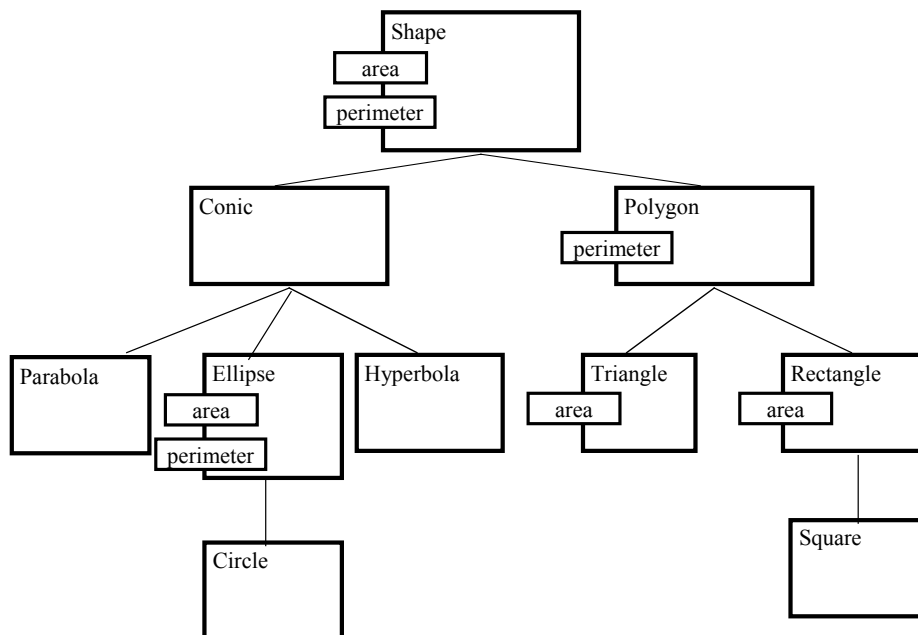 Shape
area
perimeter
Conic
Polygon
perimeter
Parabola
Ellipse
area
perimeter
Hyperbola
Triangle
area
Rectangle
area
Circle
Square